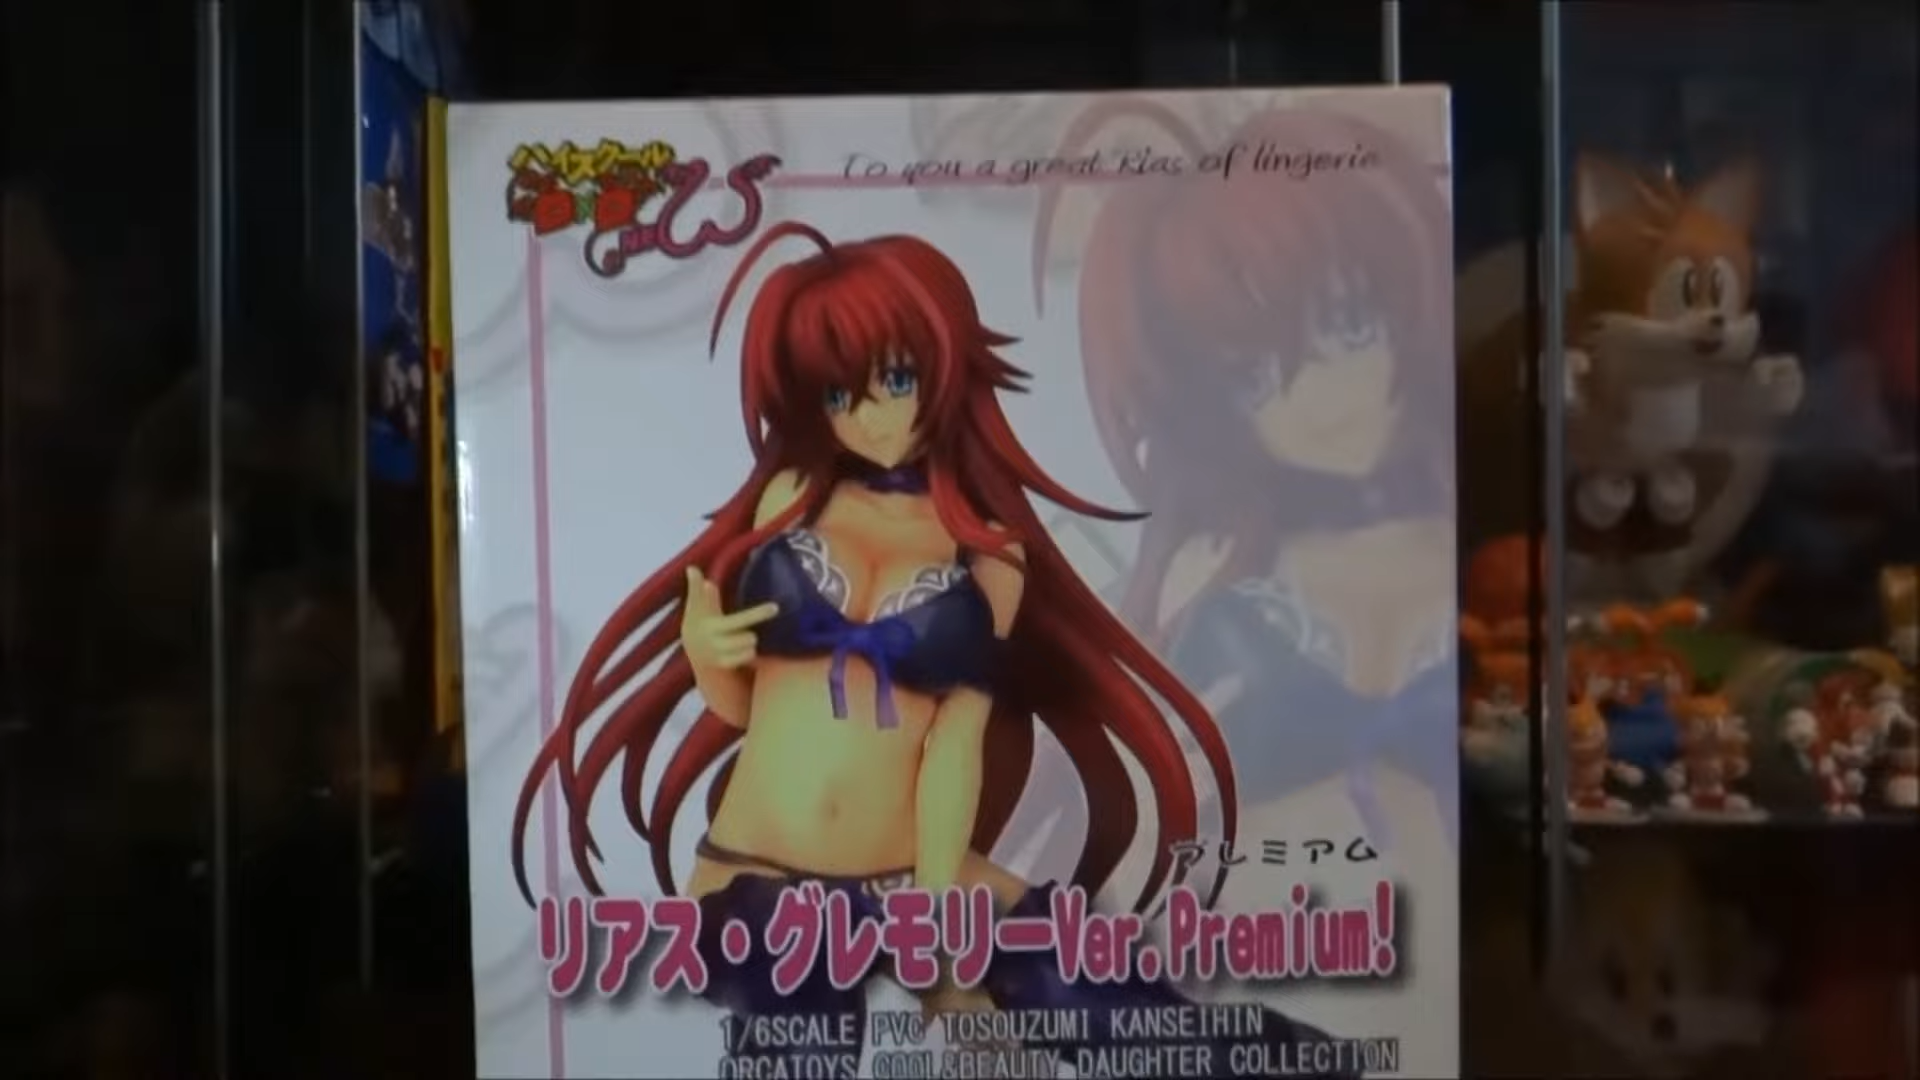 ハイスクール
D×D
NEW
To you a great Rias of lingerie
プレミアム
リアス・グレモリーVer.Premium!
1/6SCALE PVC TOSOUZUMI KANSEIHIN
ORCATOYS COOL&BEAUTY DAUGHTER COLLECTION